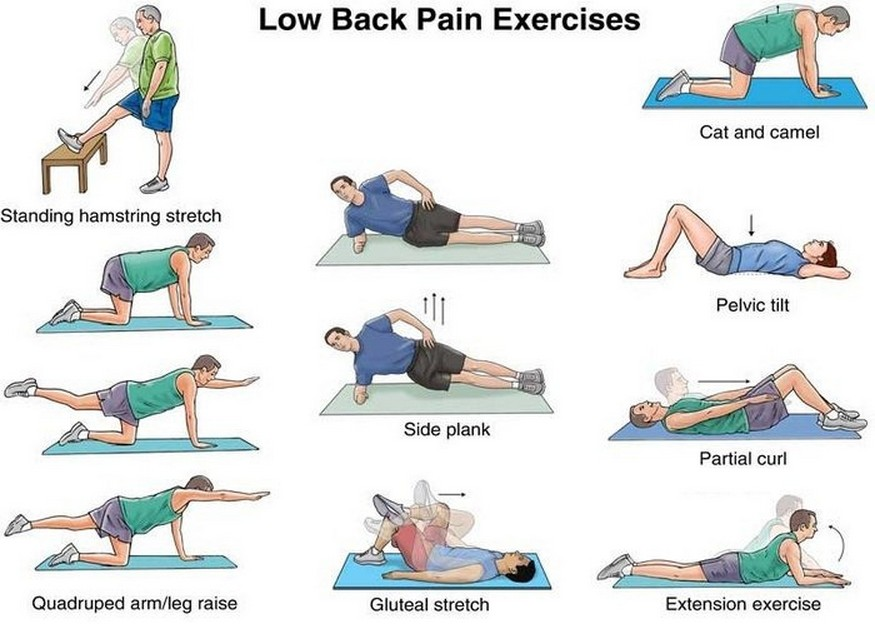 Low Back Pain Exercises
Standing hamstring stretch
Cat and camel
Pelvic tilt
Side plank
Partial curl
Quadruped arm/leg raise
Gluteal stretch
Extension exercise